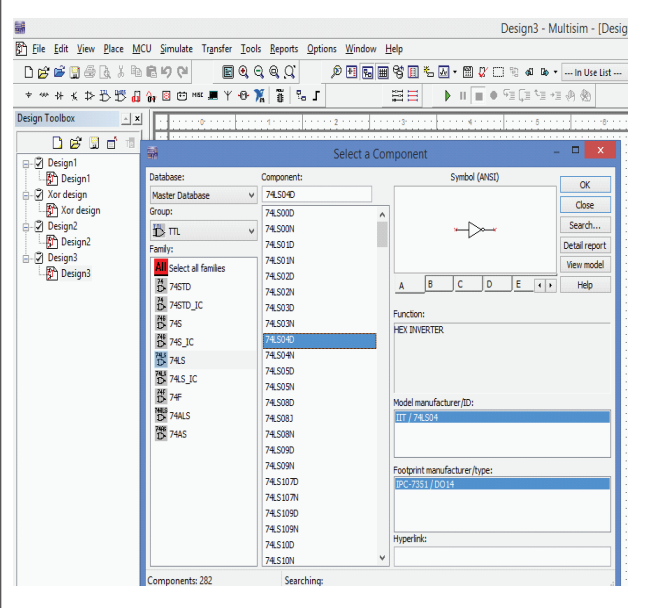 Design3 - Multisim - [Desig
File Edit View Place MCU Simulate Transfer Tools Reports Options Window Help
--- In Use List ---
Design Toolbox
Design1
Design1
Xor design
Xor design
Design2
Design2
Design3
Design3
Select a Component
Database:
Master Database
Group:
TTL
Family:
All Select all families
74STD
74STD_IC
74S
74S_IC
74LS
74LS_IC
74F
74ALS
74AS
Component:
74LS04D
74LS00D
74LS00N
74LS01D
74LS01N
74LS02D
74LS02N
74LS03D
74LS03N
74LS04D
74LS04N
74LS05D
74LS05N
74LS08D
74LS08J
74LS08N
74LS09D
74LS09N
74LS107D
74LS107N
74LS109D
74LS109N
74LS10D
74LS10N
Symbol (ANSI)
A B C D E
Function:
HEX INVERTER
Model manufacturer/ID:
IIT / 74LS04
Footprint manufacturer/type:
IPC-7351 / DO14
Hyperlink:
OK
Close
Search...
Detail report
View model
Help
Components: 282
Searching: